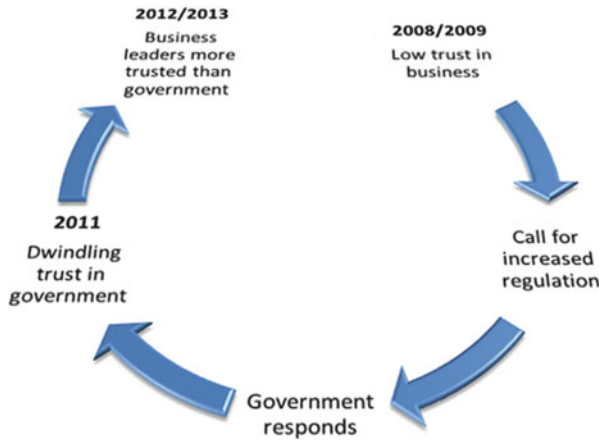 2008/2009
Low trust in
business
Call for
increased
regulation
Government
responds
2011
Dwindling
trust in
government
2012/2013
Business
leaders more
trusted than
government